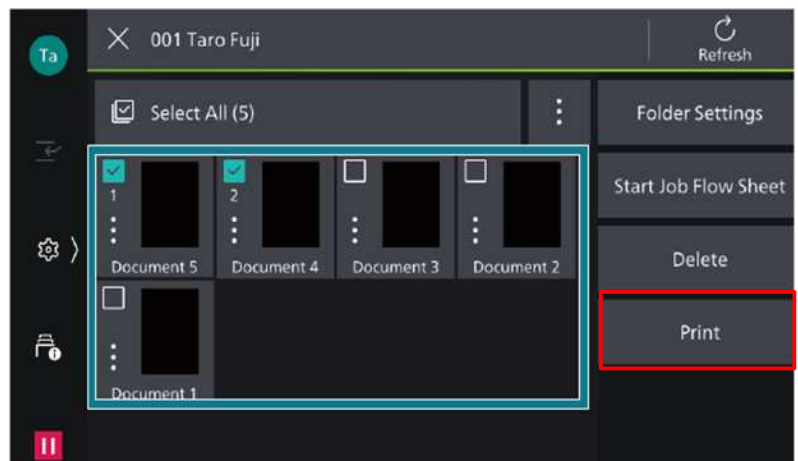 Ta
001 Taro Fuji
Refresh
Select All (5)
Folder Settings
Start Job Flow Sheet
Delete
Print
1
2
Document 5
Document 4
Document 3
Document 2
Document 1